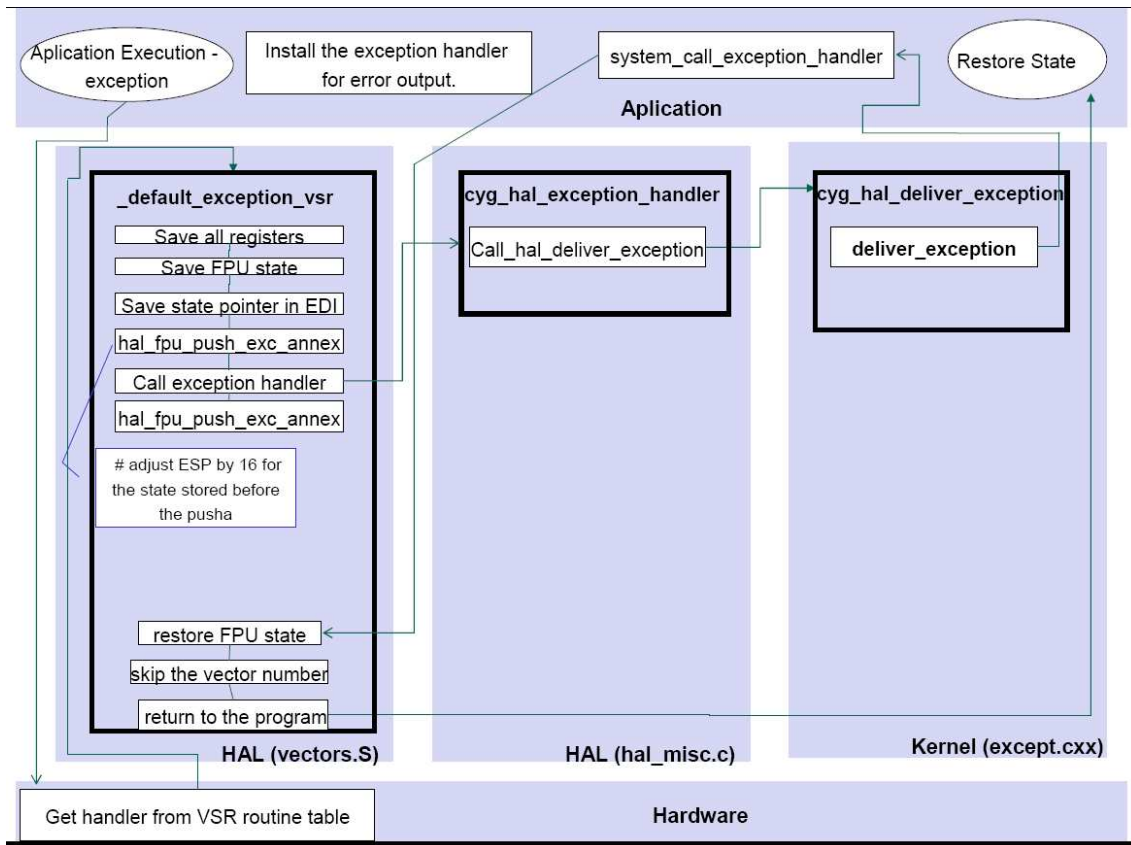 Aplication Execution -
exception
Install the exception handler
for error output.
system_call_exception_handler
Restore State
Aplication
_default_exception_vsr
Save all registers
Save FPU state
Save state pointer in EDI
hal_fpu_push_exc_annex
Call exception handler
hal_fpu_push_exc_annex
# adjust ESP by 16 for
the state stored before
the pusha
restore FPU state
skip the vector number
return to the program
HAL (vectors.S)
cyg_hal_exception_handler
Call_hal_deliver_exception
HAL (hal_misc.c)
cyg_hal_deliver_exception
deliver_exception
Kernel (except.cxx)
Get handler from VSR routine table
Hardware